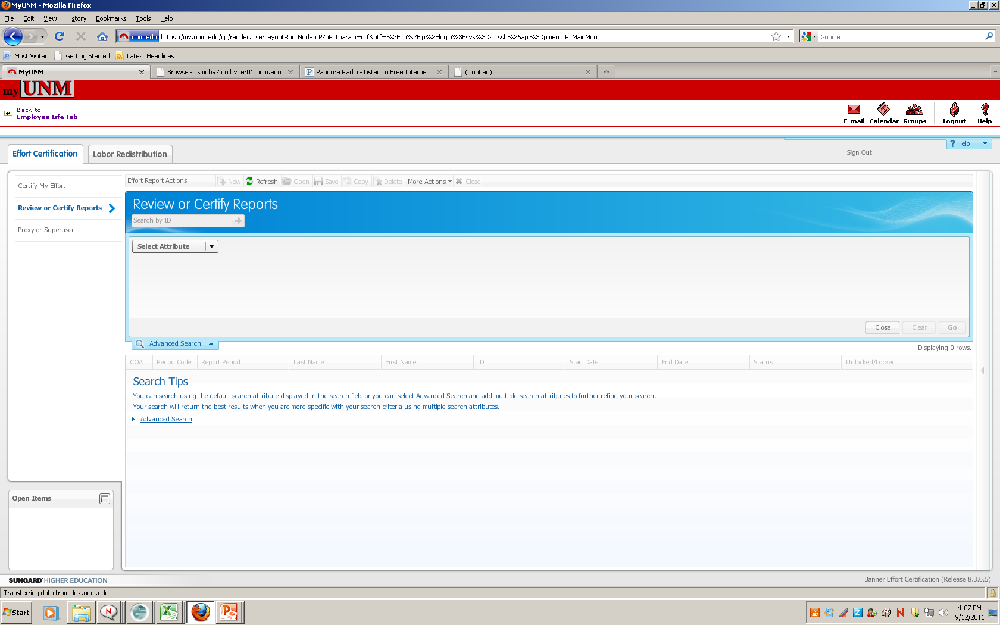 MyUNM - Mozilla Firefox
File Edit View History Bookmarks Tools Help
unm.edu https://my.unm.edu/cp/render.UserLayoutRootNode.uP?uP_tparam=utf&utf=%2Fcp%2Fip%2Flogin%3Fsys%3Dsctssb%26api%3Dpmenu.P_MainMnu
Google
Most Visited Getting Started Latest Headlines
MyUNM Browse - csmith97 on hyper01.unm.edu Pandora Radio - Listen to Free Internet... (Untitled)
my UNM
Back to
Employee Life Tab
E-mail Calendar Groups Logout Help
Effort Certification Labor Redistribution
Sign Out
? Help
Certify My Effort
Review or Certify Reports
Proxy or Superuser
Effort Report Actions New Refresh Open Save Copy Delete More Actions Close
Review or Certify Reports
Search by ID
Select Attribute
Close Clear Go
Advanced Search
Displaying 0 rows.
COA Period Code Report Period Last Name First Name ID Start Date End Date Status Unlocked/Locked
Search Tips
You can search using the default search attribute displayed in the search field or you can select Advanced Search and add multiple search attributes to further refine your search.
Your search will return the best results when you are more specific with your search criteria using multiple search attributes.
Advanced Search
Open Items
SUNGARD HIGHER EDUCATION
Banner Effort Certification (Release 8.3.0.5)
Transferring data from flex.unm.edu...
Start
4:07 PM
9/12/2011